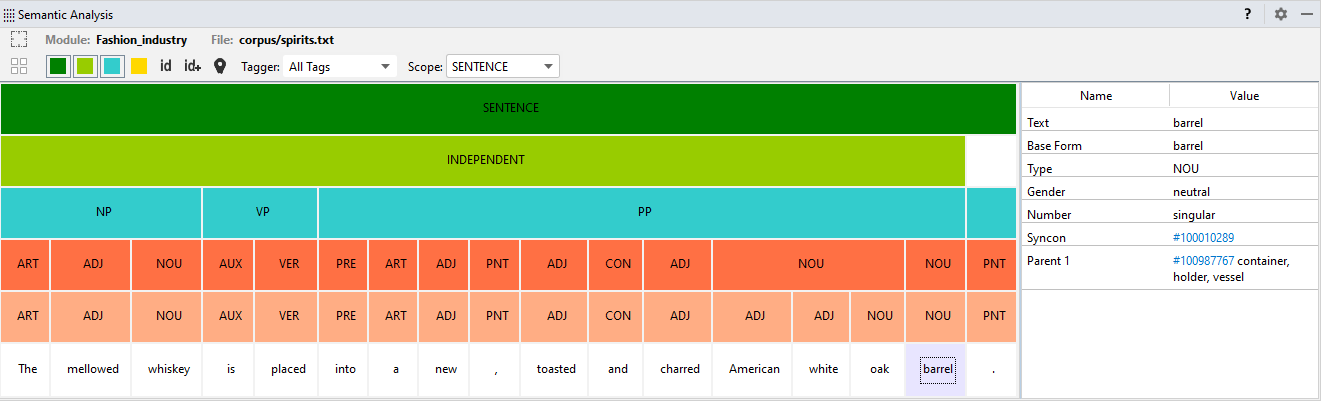 Semantic Analysis ?
Module: Fashion_industry File: corpus/spirits.txt
id id+ Tagger: All Tags Scope: SENTENCE
SENTENCE
INDEPENDENT
NP VP PP
ART ADJ NOU AUX VER PRE ART ADJ PNT ADJ CON ADJ NOU NOU PNT
ART ADJ NOU AUX VER PRE ART ADJ PNT ADJ CON ADJ ADJ ADJ NOU NOU PNT
The mellowed whiskey is placed into a new , toasted and charred American white oak barrel .
Name Value
Text barrel
Base Form barrel
Type NOU
Gender neutral
Number singular
Syncon #100010289
Parent 1 #100987767 container,
holder, vessel